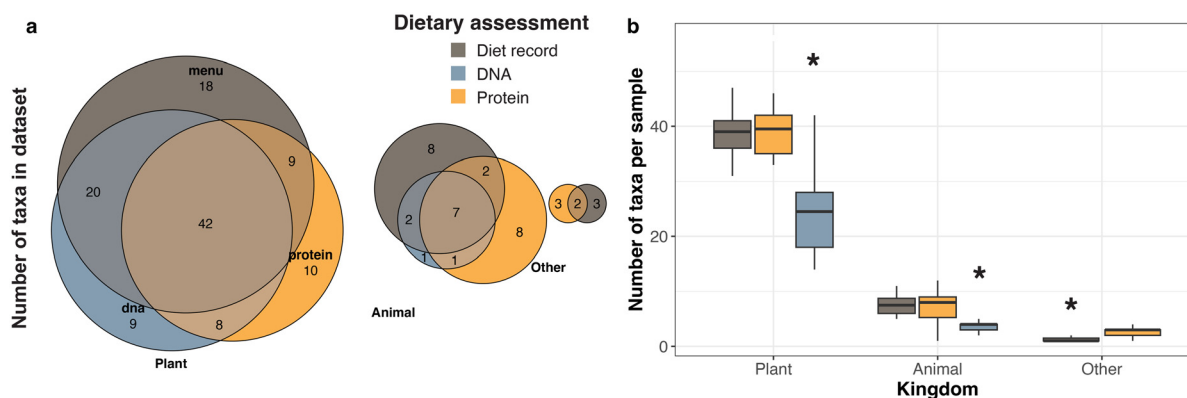 a
Dietary assessment
Diet record
DNA
Protein
Number of taxa in dataset
menu
18
9
20
42
protein
10
dna
9
8
Plant
8
2
2
7
8
1
1
Animal
3
2
3
Other
b
Number of taxa per sample
40
20
0
*
*
*
Plant
Animal
Other
Kingdom